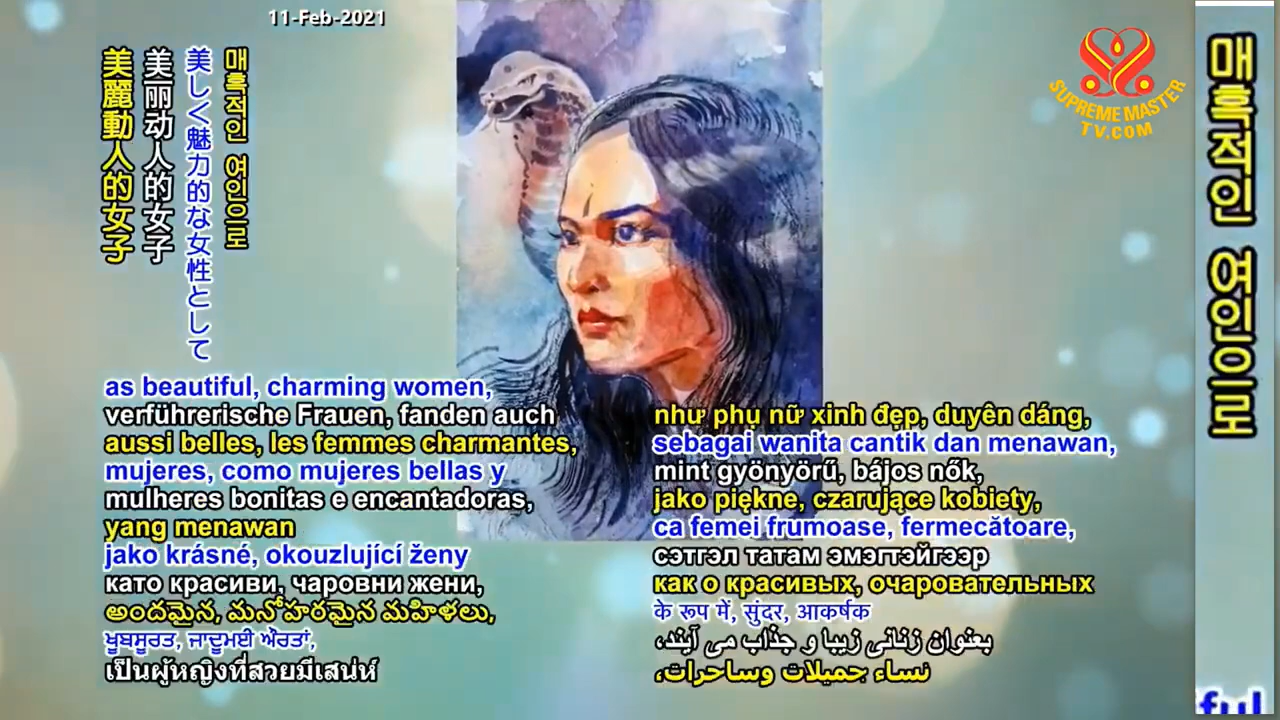 11-Feb-2021
SUPREME MASTER
TV.COM
매혹적인 여인으로
美しく魅力的な女性として
美丽动人的女子
美麗動人的女子
as beautiful, charming women,
verführerische Frauen, fanden auch
aussi belles, les femmes charmantes,
mujeres, como mujeres bellas y
mulheres bonitas e encantadoras,
yang menawan
jako krásné, okouzlující ženy
като красиви, чаровни жени,
అందమైన, మనోహరమైన మహిళలు,
ਖੂਬਸੂਰਤ, ਜਾਦੂਮਈ ਔਰਤਾਂ,
เป็นผู้หญิงที่สวยมีเสน่ห์
như phụ nữ xinh đẹp, duyên dáng,
sebagai wanita cantik dan menawan,
mint gyönyörű, bájos nők,
jako piękne, czarujące kobiety,
ca femei frumoase, fermecătoare,
сэтгэл татам эмэгтэйгээр
как о красивых, очаровательных
के रूप में, सुंदर, आकर्षक
بعنوان زنانی زیبا و جذاب می آیند،
نساء جميلات وساحرات،
매혹적인 여인으로
ful